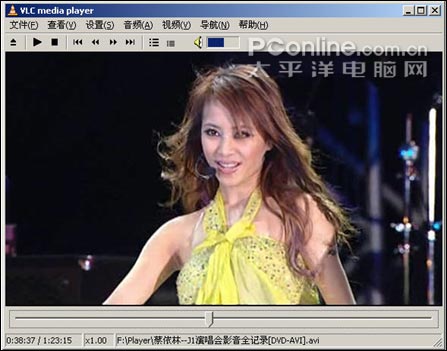 VLC media player
文件(F) 查看(V) 设置(S) 音频(A) 视频(V) 导航(N) 帮助(H)
PConline.com.cn
太平洋电脑网
0:38:37 / 1:23:15 x1.00 F:\Player\蔡依林--J1演唱会影音全记录[DVD-AVI].avi